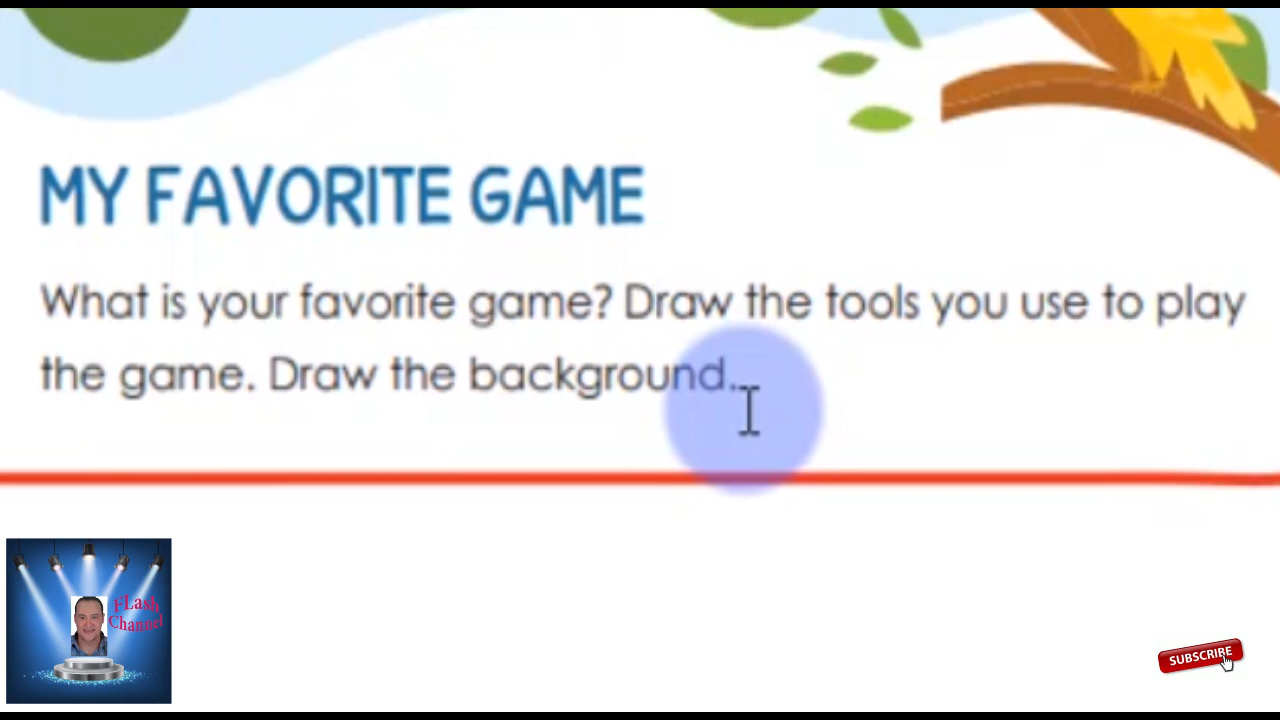 MY FAVORITE GAME
What is your favorite game? Draw the tools you use to play
the game. Draw the background.
FLash
Channel
SUBSCRIBE